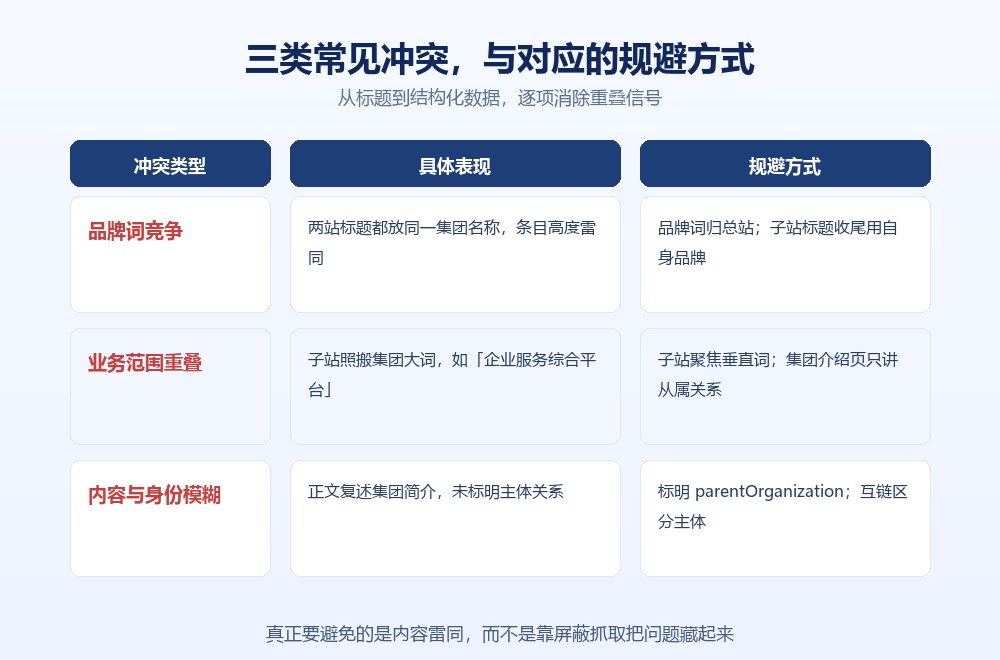 三类常见冲突，与对应的规避方式
从标题到结构化数据，逐项消除重叠信号
冲突类型
具体表现
规避方式
品牌词竞争
两站标题都放同一集团名称，条目高度雷
同
品牌词归总站；子站标题收尾用自
身品牌
业务范围重叠
子站照搬集团大词，如「企业服务综合平
台」
子站聚焦垂直词；集团介绍页只讲
从属关系
内容与身份模糊
正文复述集团简介，未标明主体关系
标明 parentOrganization；互链区
分主体
真正要避免的是内容雷同，而不是靠屏蔽抓取把问题藏起来